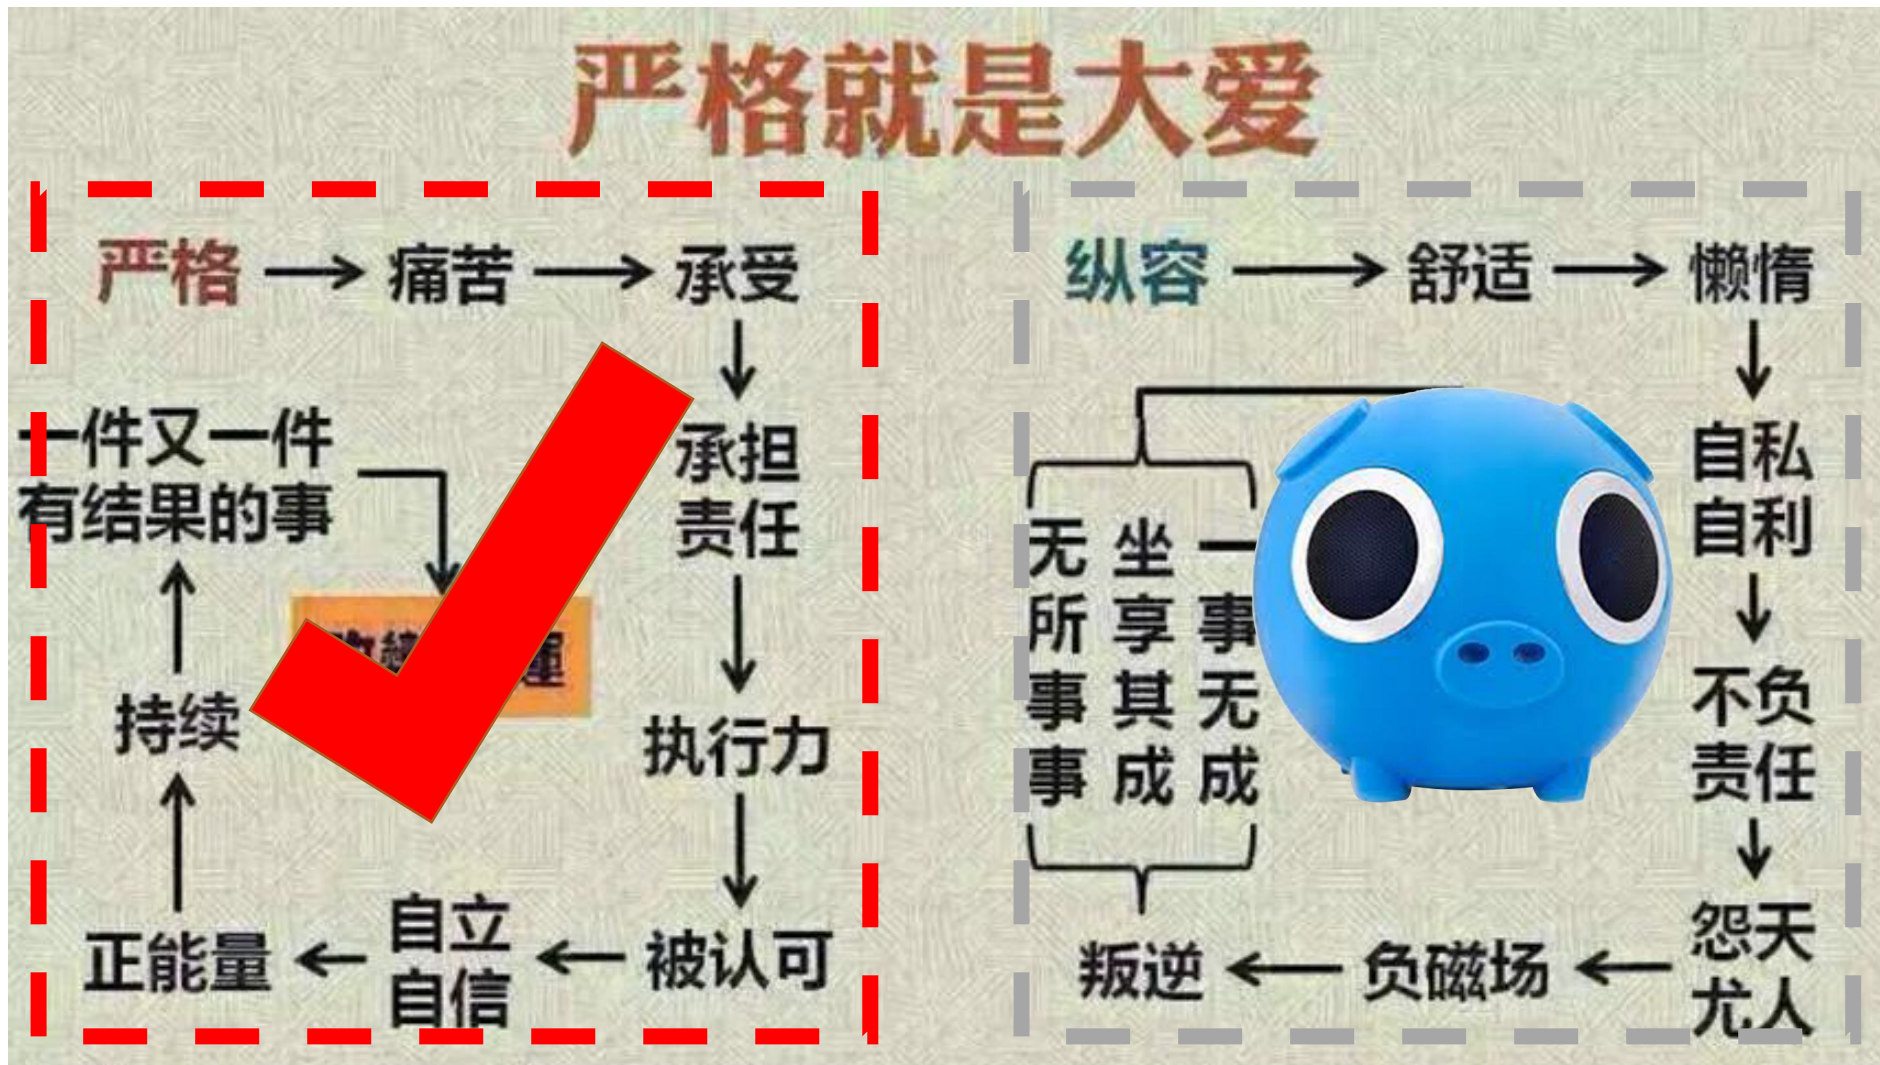 严格就是大爱
严格
痛苦
承受
承担
责任
执行力
被认可
自立
自信
正能量
持续
一件又一件
有结果的事
纵容
舒适
懒惰
自私
自利
不负
责任
怨天
尤人
负磁场
叛逆
无所事事
坐享其成
一事无成